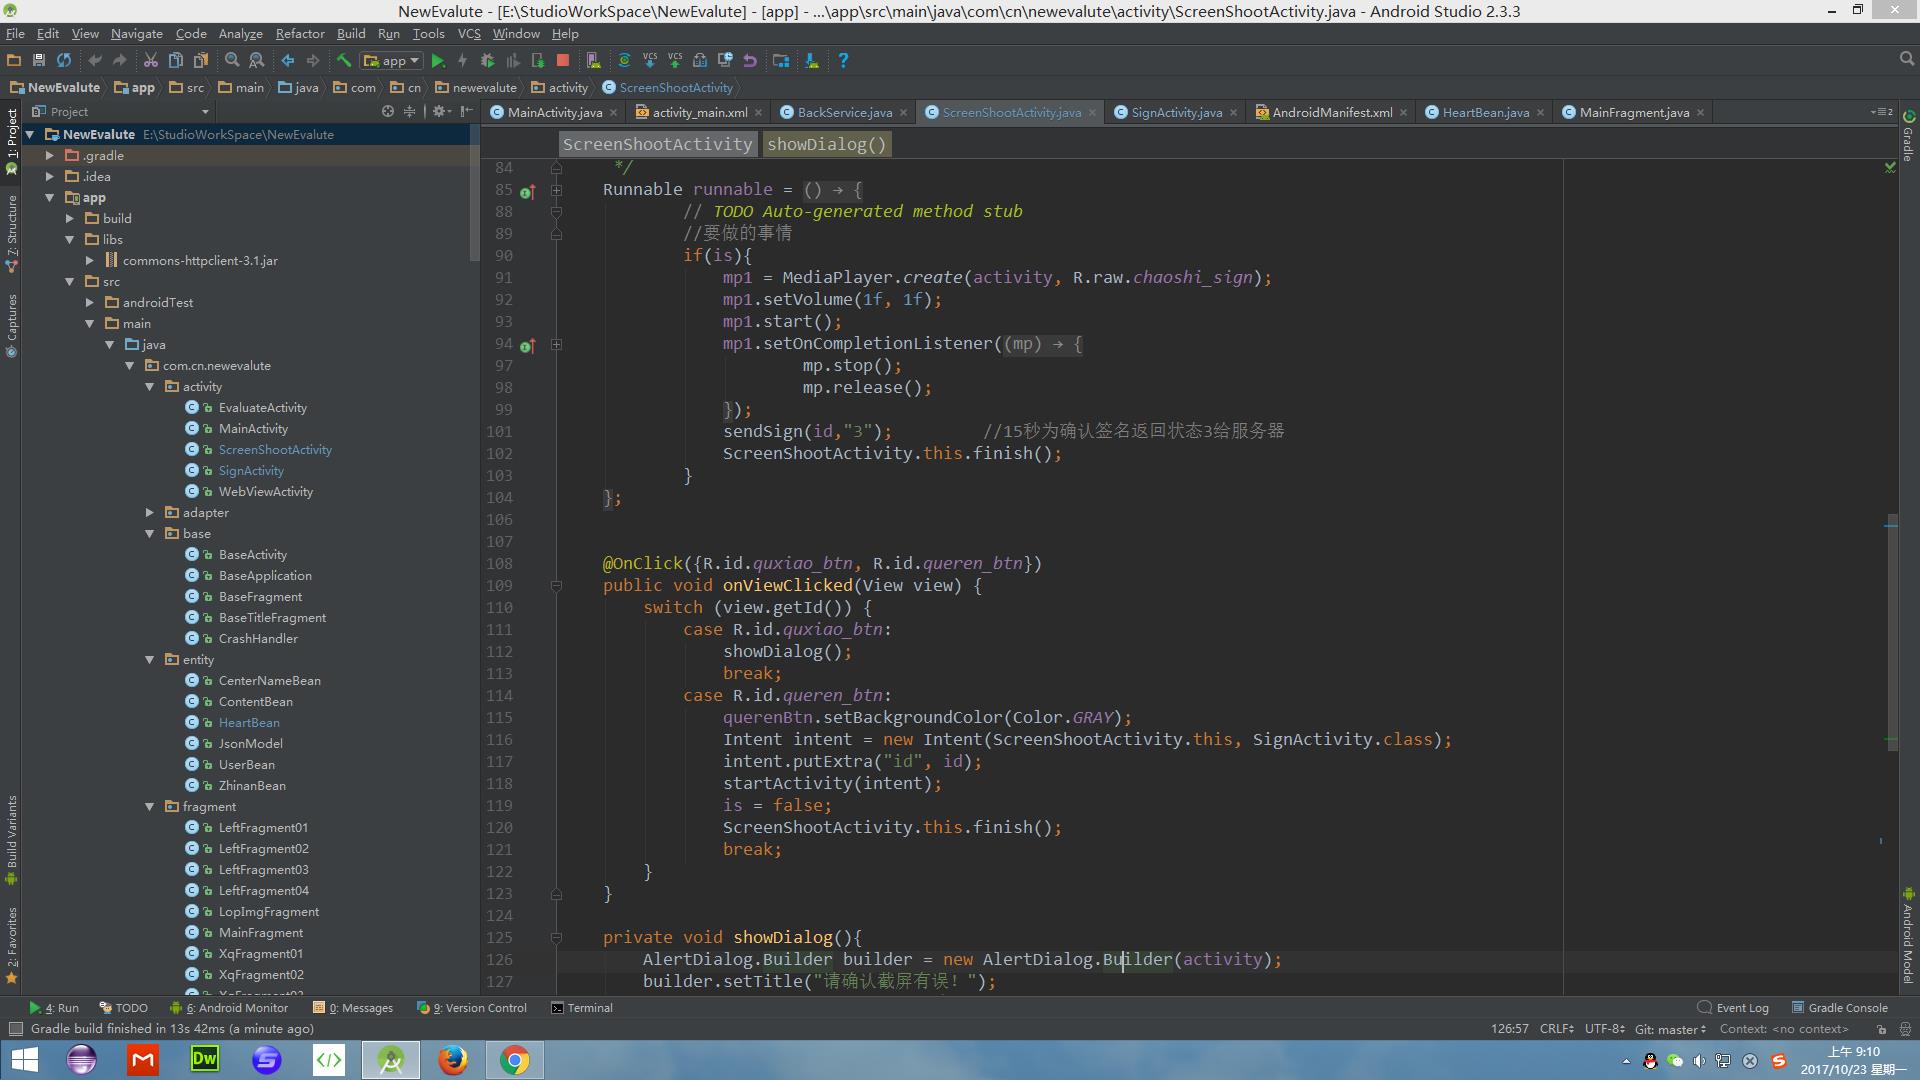 NewEvalute - [E:\StudioWorkSpace\NewEvalute] - [app] - ...\app\src\main\java\com\cn\newevalute\activity\ScreenShootActivity.java - Android Studio 2.3.3
File Edit View Navigate Code Analyze Refactor Build Run Tools VCS Window Help
app
NewEvalute app src main java com cn newevalute activity ScreenShootActivity
Project
MainActivity.java activity_main.xml BackService.java ScreenShootActivity.java SignActivity.java AndroidManifest.xml HeartBean.java MainFragment.java
1: Project
7: Structure
Captures
Build Variants
2: Favorites
NewEvalute E:\StudioWorkSpace\NewEvalute
.gradle
.idea
app
build
libs
commons-httpclient-3.1.jar
src
androidTest
main
java
com.cn.newevalute
activity
EvaluateActivity
MainActivity
ScreenShootActivity
SignActivity
WebViewActivity
adapter
base
BaseActivity
BaseApplication
BaseFragment
BaseTitleFragment
CrashHandler
entity
CenterNameBean
ContentBean
HeartBean
JsonModel
UserBean
ZhinanBean
fragment
LeftFragment01
LeftFragment02
LeftFragment03
LeftFragment04
LopImgFragment
MainFragment
XqFragment01
XqFragment02
ScreenShootActivity showDialog()
84 */
85 Runnable runnable = () → {
88 // TODO Auto-generated method stub
89 //要做的事情
90 if(is){
91 mp1 = MediaPlayer.create(activity, R.raw.chaoshi_sign);
92 mp1.setVolume(1f, 1f);
93 mp1.start();
94 mp1.setOnCompletionListener((mp) → {
97 mp.stop();
98 mp.release();
99 });
101 sendSign(id,"3"); //15秒为确认签名返回状态3给服务器
102 ScreenShootActivity.this.finish();
103 }
104 };
106
107
108 @OnClick({R.id.quxiao_btn, R.id.queren_btn})
109 public void onViewClicked(View view) {
110 switch (view.getId()) {
111 case R.id.quxiao_btn:
112 showDialog();
113 break;
114 case R.id.queren_btn:
115 querenBtn.setBackgroundColor(Color.GRAY);
116 Intent intent = new Intent(ScreenShootActivity.this, SignActivity.class);
117 intent.putExtra("id", id);
118 startActivity(intent);
119 is = false;
120 ScreenShootActivity.this.finish();
121 break;
122 }
123 }
124
125 private void showDialog(){
126 AlertDialog.Builder builder = new AlertDialog.Builder(activity);
127 builder.setTitle("请确认截屏有误！");
Gradle
Android Model
4: Run TODO 6: Android Monitor 0: Messages 9: Version Control Terminal Event Log Gradle Console
Gradle build finished in 13s 42ms (a minute ago) 126:57 CRLF UTF-8 Git: master Context: <no context>
Dw
上午 9:10
2017/10/23 星期一